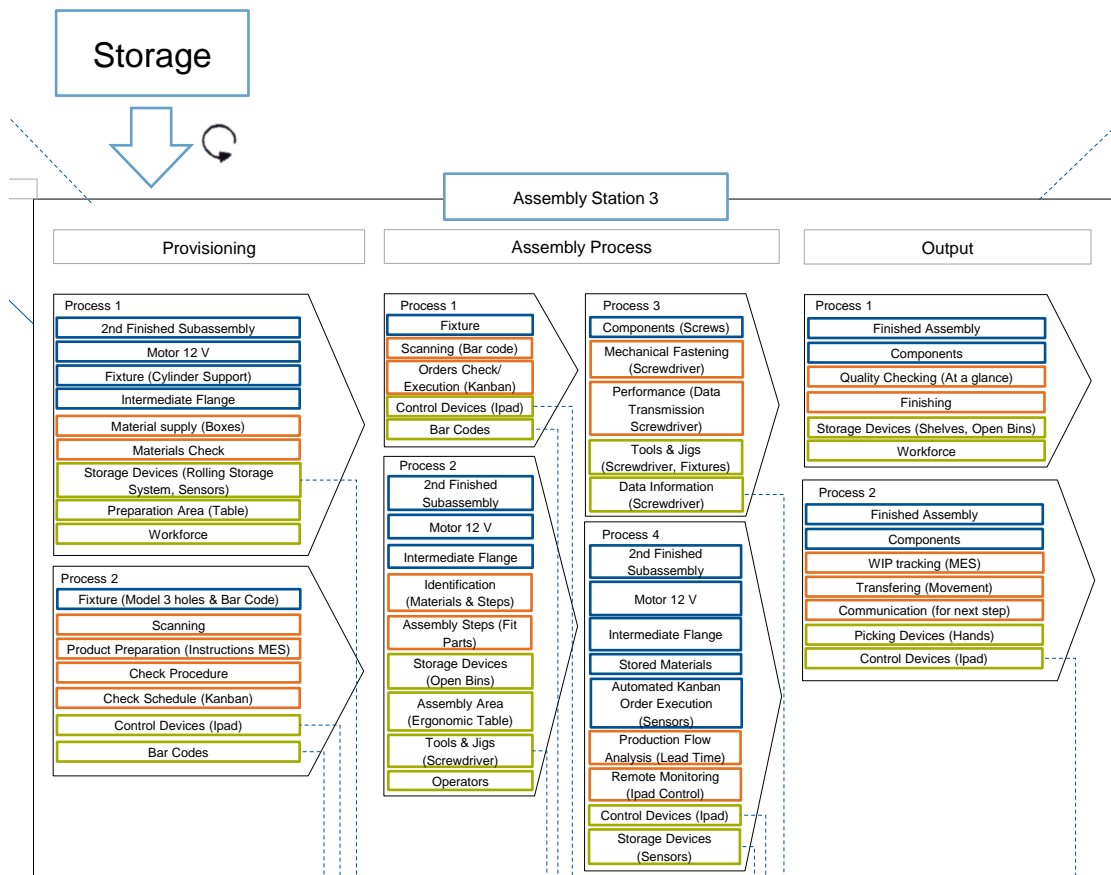 Storage
Assembly Station 3
Provisioning
Assembly Process
Output
Process 1
2nd Finished Subassembly
Motor 12 V
Fixture (Cylinder Support)
Intermediate Flange
Material supply (Boxes)
Materials Check
Storage Devices (Rolling Storage
System, Sensors)
Preparation Area (Table)
Workforce
Process 2
Fixture (Model 3 holes & Bar Code)
Scanning
Product Preparation (Instructions MES)
Check Procedure
Check Schedule (Kanban)
Control Devices (Ipad)
Bar Codes
Process 1
Fixture
Scanning (Bar code)
Orders Check/
Execution (Kanban)
Control Devices (Ipad)
Bar Codes
Process 2
2nd Finished
Subassembly
Motor 12 V
Intermediate Flange
Identification
(Materials & Steps)
Assembly Steps (Fit
Parts)
Storage Devices
(Open Bins)
Assembly Area
(Ergonomic Table)
Tools & Jigs
(Screwdriver)
Operators
Process 3
Components (Screws)
Mechanical Fastening
(Screwdriver)
Performance (Data
Transmission
Screwdriver)
Tools & Jigs
(Screwdriver, Fixtures)
Data Information
(Screwdriver)
Process 4
2nd Finished
Subassembly
Motor 12 V
Intermediate Flange
Stored Materials
Automated Kanban
Order Execution
(Sensors)
Production Flow
Analysis (Lead Time)
Remote Monitoring
(Ipad Control)
Control Devices (Ipad)
Storage Devices
(Sensors)
Process 1
Finished Assembly
Components
Quality Checking (At a glance)
Finishing
Storage Devices (Shelves, Open Bins)
Workforce
Process 2
Finished Assembly
Components
WIP tracking (MES)
Transfering (Movement)
Communication (for next step)
Picking Devices (Hands)
Control Devices (Ipad)